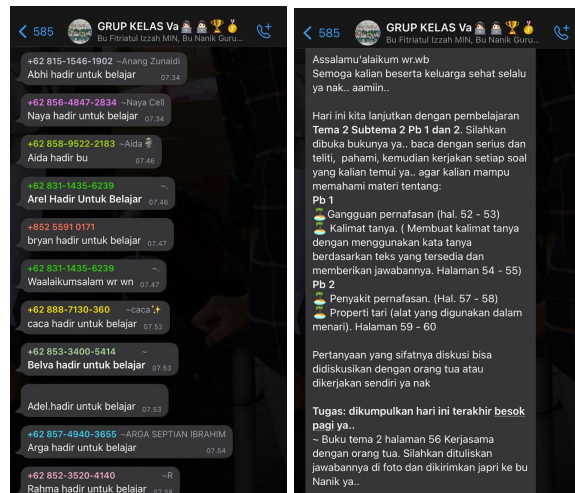 585
GRUP KELAS Va
Bu Fitriatul Izzah MIN, Bu Nanik Guru...
+62 815-1546-1902 ~Anang Zunaidi
Abhi hadir untuk belajar 07.34
+62 856-4847-2834 ~Naya Cell
Naya hadir untuk belajar 07.34
+62 858-9522-2183 ~Aida
Aida hadir bu 07.46
+62 831-1435-6239 ~.
Arel Hadir Untuk Belajar 07.46
+852 5591 0171
bryan hadir untuk belajar 07.47
+62 831-1435-6239 ~.
Waalaikumsalam wr wn 07.47
+62 888-7130-360 ~caca
caca hadir untuk belajar 07.52
+62 853-3400-5414 ~
Belva hadir untuk belajar 07.53
Adel.hadir untuk belajar 07.53
+62 857-4940-3655 ~ARGA SEPTIAN IBRAHIM
Arga hadir untuk belajar 07.54
+62 852-3520-4140 ~R
Rahma hadir untuk belajar 07.58
585
GRUP KELAS Va
Bu Fitriatul Izzah MIN, Bu Nanik Guru...
Assalamu'alaikum wr.wb
Semoga kalian beserta keluarga sehat selalu
ya nak.. aamiin..
Hari ini kita lanjutkan dengan pembelajaran
Tema 2 Subtema 2 Pb 1 dan 2. Silahkan
dibuka bukunya ya.. baca dengan serius dan
teliti, pahami, kemudian kerjakan setiap soal
yang kalian temui ya.. agar kalian mampu
memahami materi tentang:
Pb 1
Gangguan pernafasan (hal. 52 - 53)
Kalimat tanya. ( Membuat kalimat tanya
dengan menggunakan kata tanya
berdasarkan teks yang tersedia dan
memberikan jawabannya. Halaman 54 - 55)
Pb 2
Penyakit pernafasan. (Hal. 57 - 58)
Properti tari (alat yang digunakan dalam
menari). Halaman 59 - 60
Pertanyaan yang sifatnya diskusi bisa
didiskusikan dengan orang tua atau
dikerjakan sendiri ya nak
Tugas: dikumpulkan hari ini terakhir besok
pagi ya..
~ Buku tema 2 halaman 56 Kerjasama
dengan orang tua. Silahkan dituliskan
jawabannya di foto dan dikirimkan japri ke bu
Nanik ya..